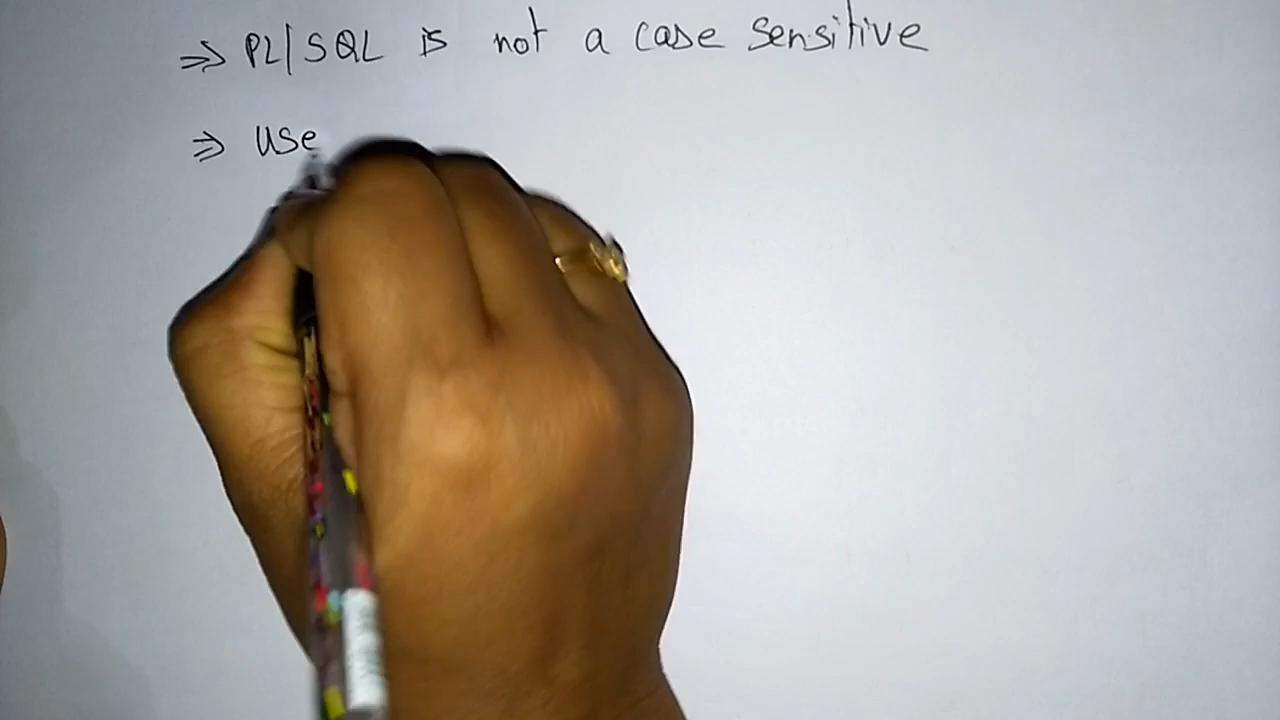 ⇒ PL/SQL is not a case sensitive
⇒ use